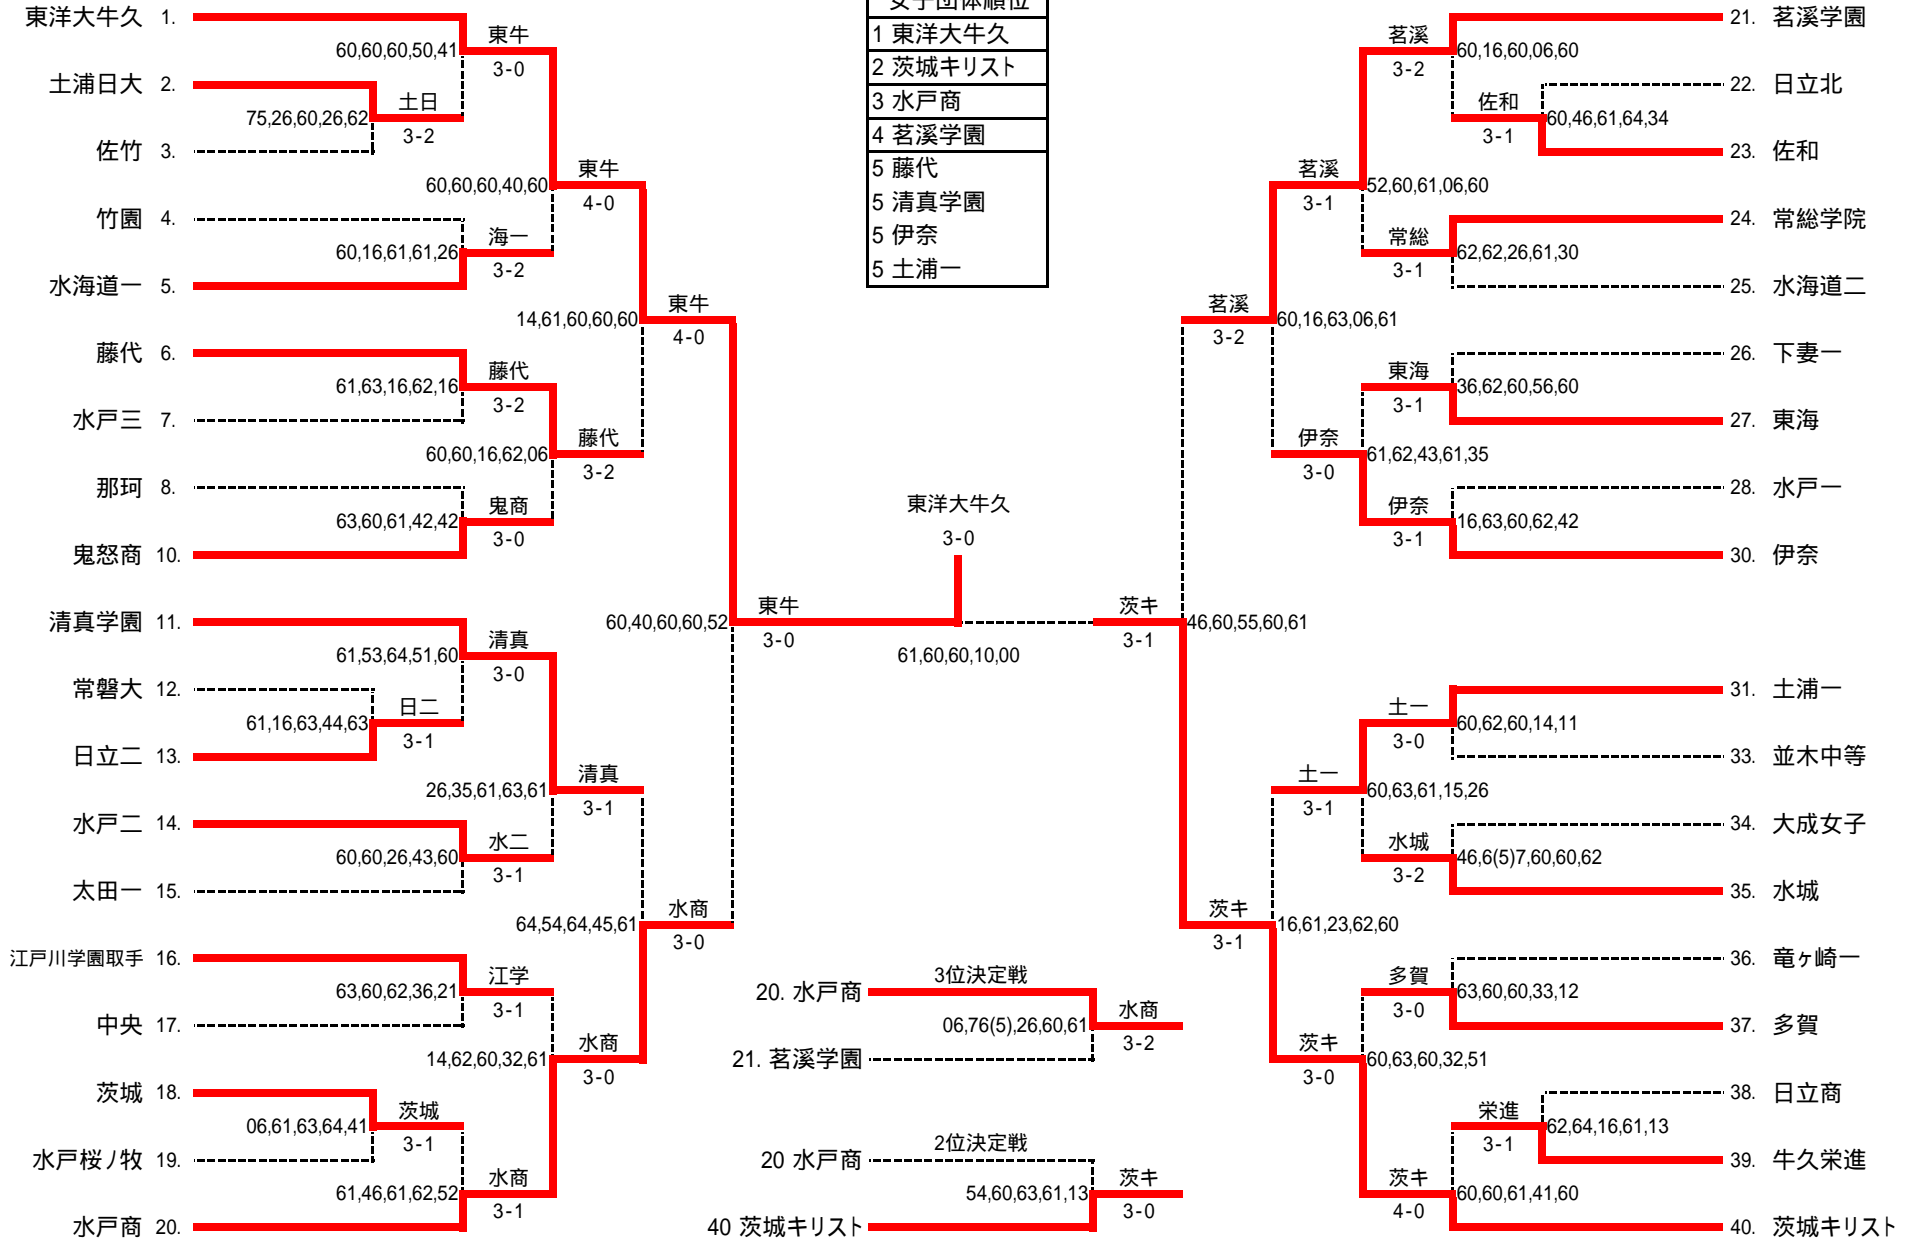 女子団体順位
1 東洋大牛久
2 茨城キリスト
3 水戸商
4 茗溪学園
5 藤代
5 清真学園
5 伊奈
5 土浦一
東洋大牛久 1.
60,60,60,50,41
東牛
3-0
土浦日大 2.
75,26,60,26,62
土日
3-2
佐竹 3.
60,60,60,40,60
東牛
4-0
竹園 4.
60,16,61,61,26
海一
3-2
水海道一 5.
14,61,60,60,60
東牛
4-0
藤代 6.
61,63,16,62,16
藤代
3-2
水戸三 7.
60,60,16,62,06
藤代
3-2
那珂 8.
63,60,61,42,42
鬼商
3-0
鬼怒商 10.
清真学園 11.
61,53,64,51,60
清真
3-0
常磐大 12.
61,16,63,44,63
日二
3-1
日立二 13.
26,35,61,63,61
清真
3-1
水戸二 14.
60,60,26,43,60
水二
3-1
太田一 15.
64,54,64,45,61
水商
3-0
江戸川学園取手 16.
63,60,62,36,21
江学
3-1
中央 17.
14,62,60,32,61
水商
3-0
茨城 18.
06,61,63,64,41
茨城
3-1
水戸桜ノ牧 19.
61,46,61,62,52
水商
3-1
水戸商 20.
60,40,60,60,52
東牛
3-0
東洋大牛久
3-0
61,60,60,10,00
茨キ
3-1
46,60,55,60,61
3位決定戦
20. 水戸商
06,76(5),26,60,61
水商
3-2
21. 茗溪学園
2位決定戦
20 水戸商
54,60,63,61,13
茨キ
3-0
40 茨城キリスト
21. 茗溪学園
茗溪
3-2
60,16,60,06,60
22. 日立北
佐和
3-1
60,46,61,64,34
23. 佐和
茗溪
3-1
52,60,61,06,60
24. 常総学院
常総
3-1
62,62,26,61,30
25. 水海道二
茗溪
3-2
60,16,63,06,61
26. 下妻一
東海
3-1
36,62,60,56,60
27. 東海
伊奈
3-0
61,62,43,61,35
28. 水戸一
伊奈
3-1
16,63,60,62,42
30. 伊奈
31. 土浦一
土一
3-0
60,62,60,14,11
33. 並木中等
土一
3-1
60,63,61,15,26
34. 大成女子
水城
3-2
46,6(5)7,60,60,62
35. 水城
茨キ
3-1
16,61,23,62,60
36. 竜ヶ崎一
多賀
3-0
63,60,60,33,12
37. 多賀
茨キ
3-0
60,63,60,32,51
38. 日立商
栄進
3-1
62,64,16,61,13
39. 牛久栄進
茨キ
4-0
60,60,61,41,60
40. 茨城キリスト